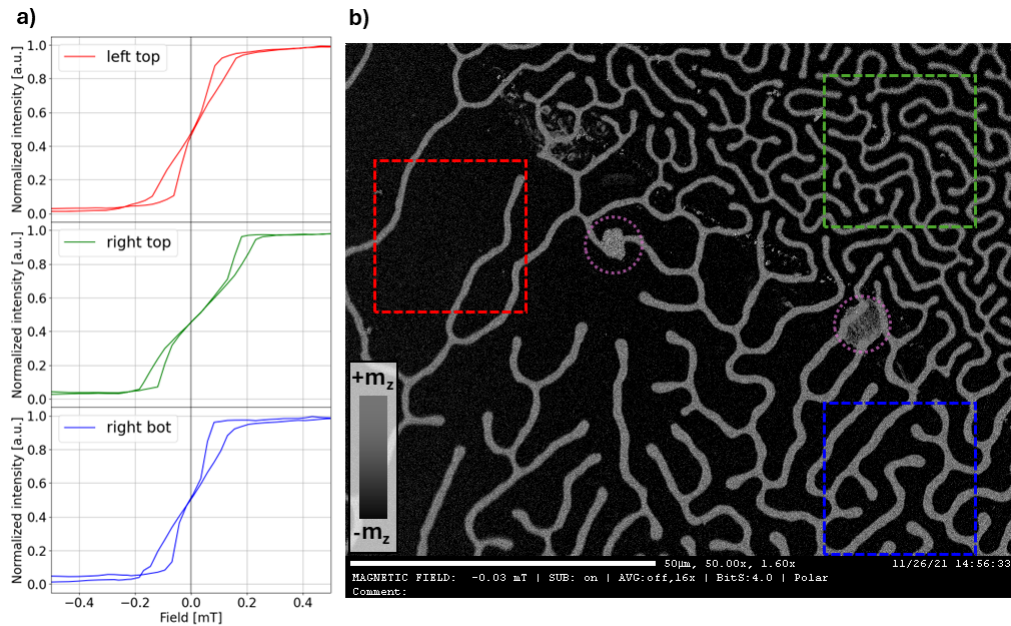 a)
b)
Normalized intensity [a.u.]
1.0
0.8
0.6
0.4
0.2
0.0
left top
Normalized intensity [a.u.]
1.0
0.8
0.6
0.4
0.2
0.0
right top
Normalized intensity [a.u.]
1.0
0.8
0.6
0.4
0.2
0.0
right bot
−0.4 −0.2 0.0 0.2 0.4
Field [mT]
+mz
-mz
50µm, 50.00x, 1.60x 11/26/21 14:56:33
MAGNETIC FIELD: -0.03 mT | SUB: on | AVG:off,16x | BitS:4.0 | Polar
Comment: